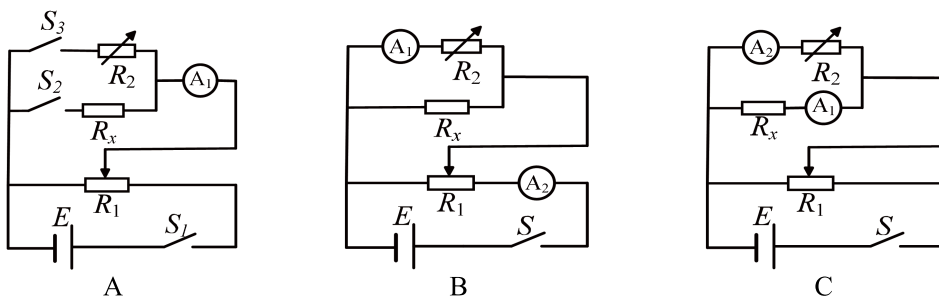 S₃
R₂
A₁
S₂
Rₓ
R₁
E
S₁
A
A₁
R₂
Rₓ
R₁
A₂
E
S
B
A₂
R₂
Rₓ
A₁
R₁
E
S
C